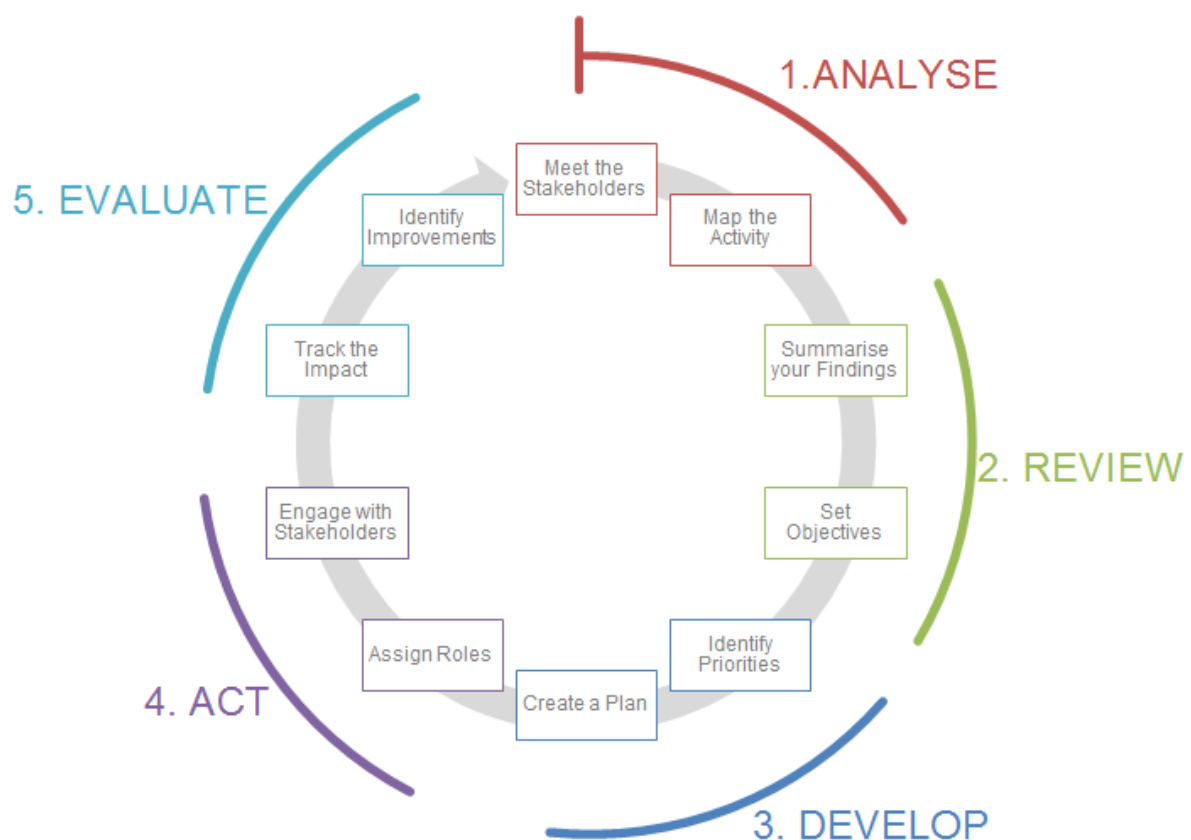 1.ANALYSE
Meet the
Stakeholders
Map the
Activity
2. REVIEW
Summarise
your Findings
Set
Objectives
3. DEVELOP
Identify
Priorities
Create a Plan
4. ACT
Assign Roles
Engage with
Stakeholders
5. EVALUATE
Track the
Impact
Identify
Improvements